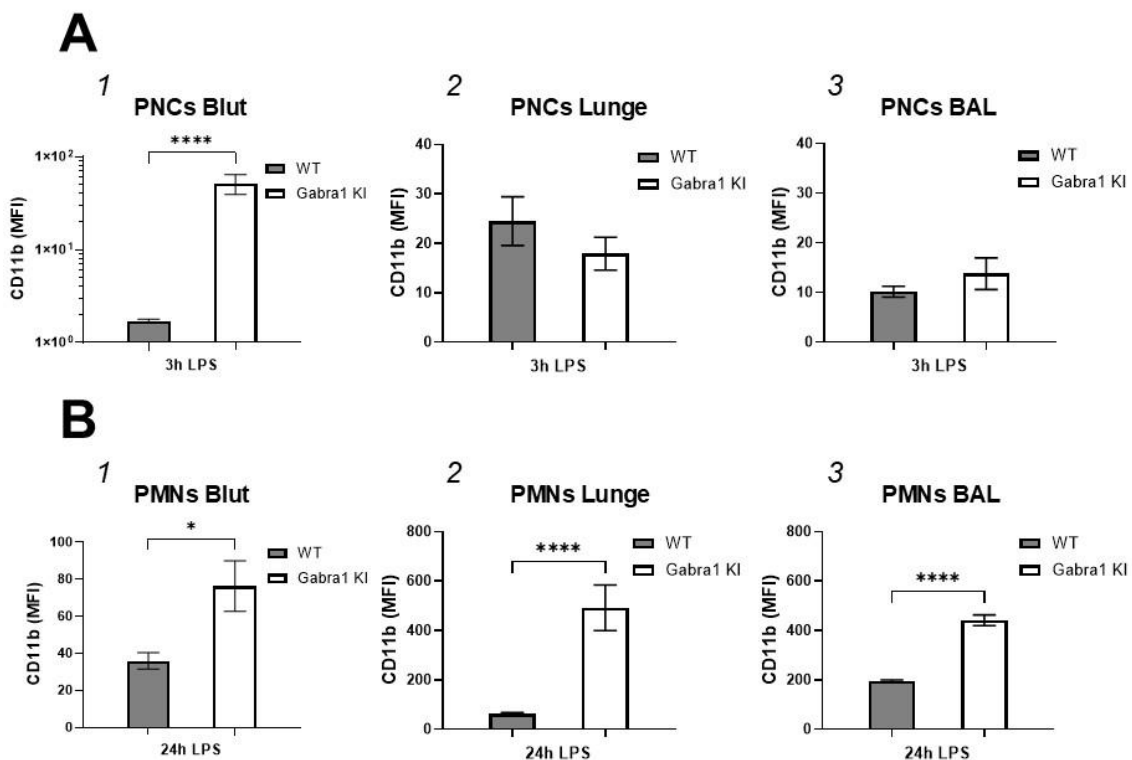 A
1
PNCs Blut
CD11b (MFI)
1×10²
1×10¹
1×10⁰
****
WT
Gabra1 KI
3h LPS
2
PNCs Lunge
CD11b (MFI)
40
30
20
10
0
WT
Gabra1 KI
3h LPS
3
PNCs BAL
CD11b (MFI)
40
30
20
10
0
WT
Gabra1 KI
3h LPS
B
1
PMNs Blut
CD11b (MFI)
100
80
60
40
20
0
*
WT
Gabra1 KI
24h LPS
2
PMNs Lunge
CD11b (MFI)
800
600
400
200
0
****
WT
Gabra1 KI
24h LPS
3
PMNs BAL
CD11b (MFI)
800
600
400
200
0
****
WT
Gabra1 KI
24h LPS